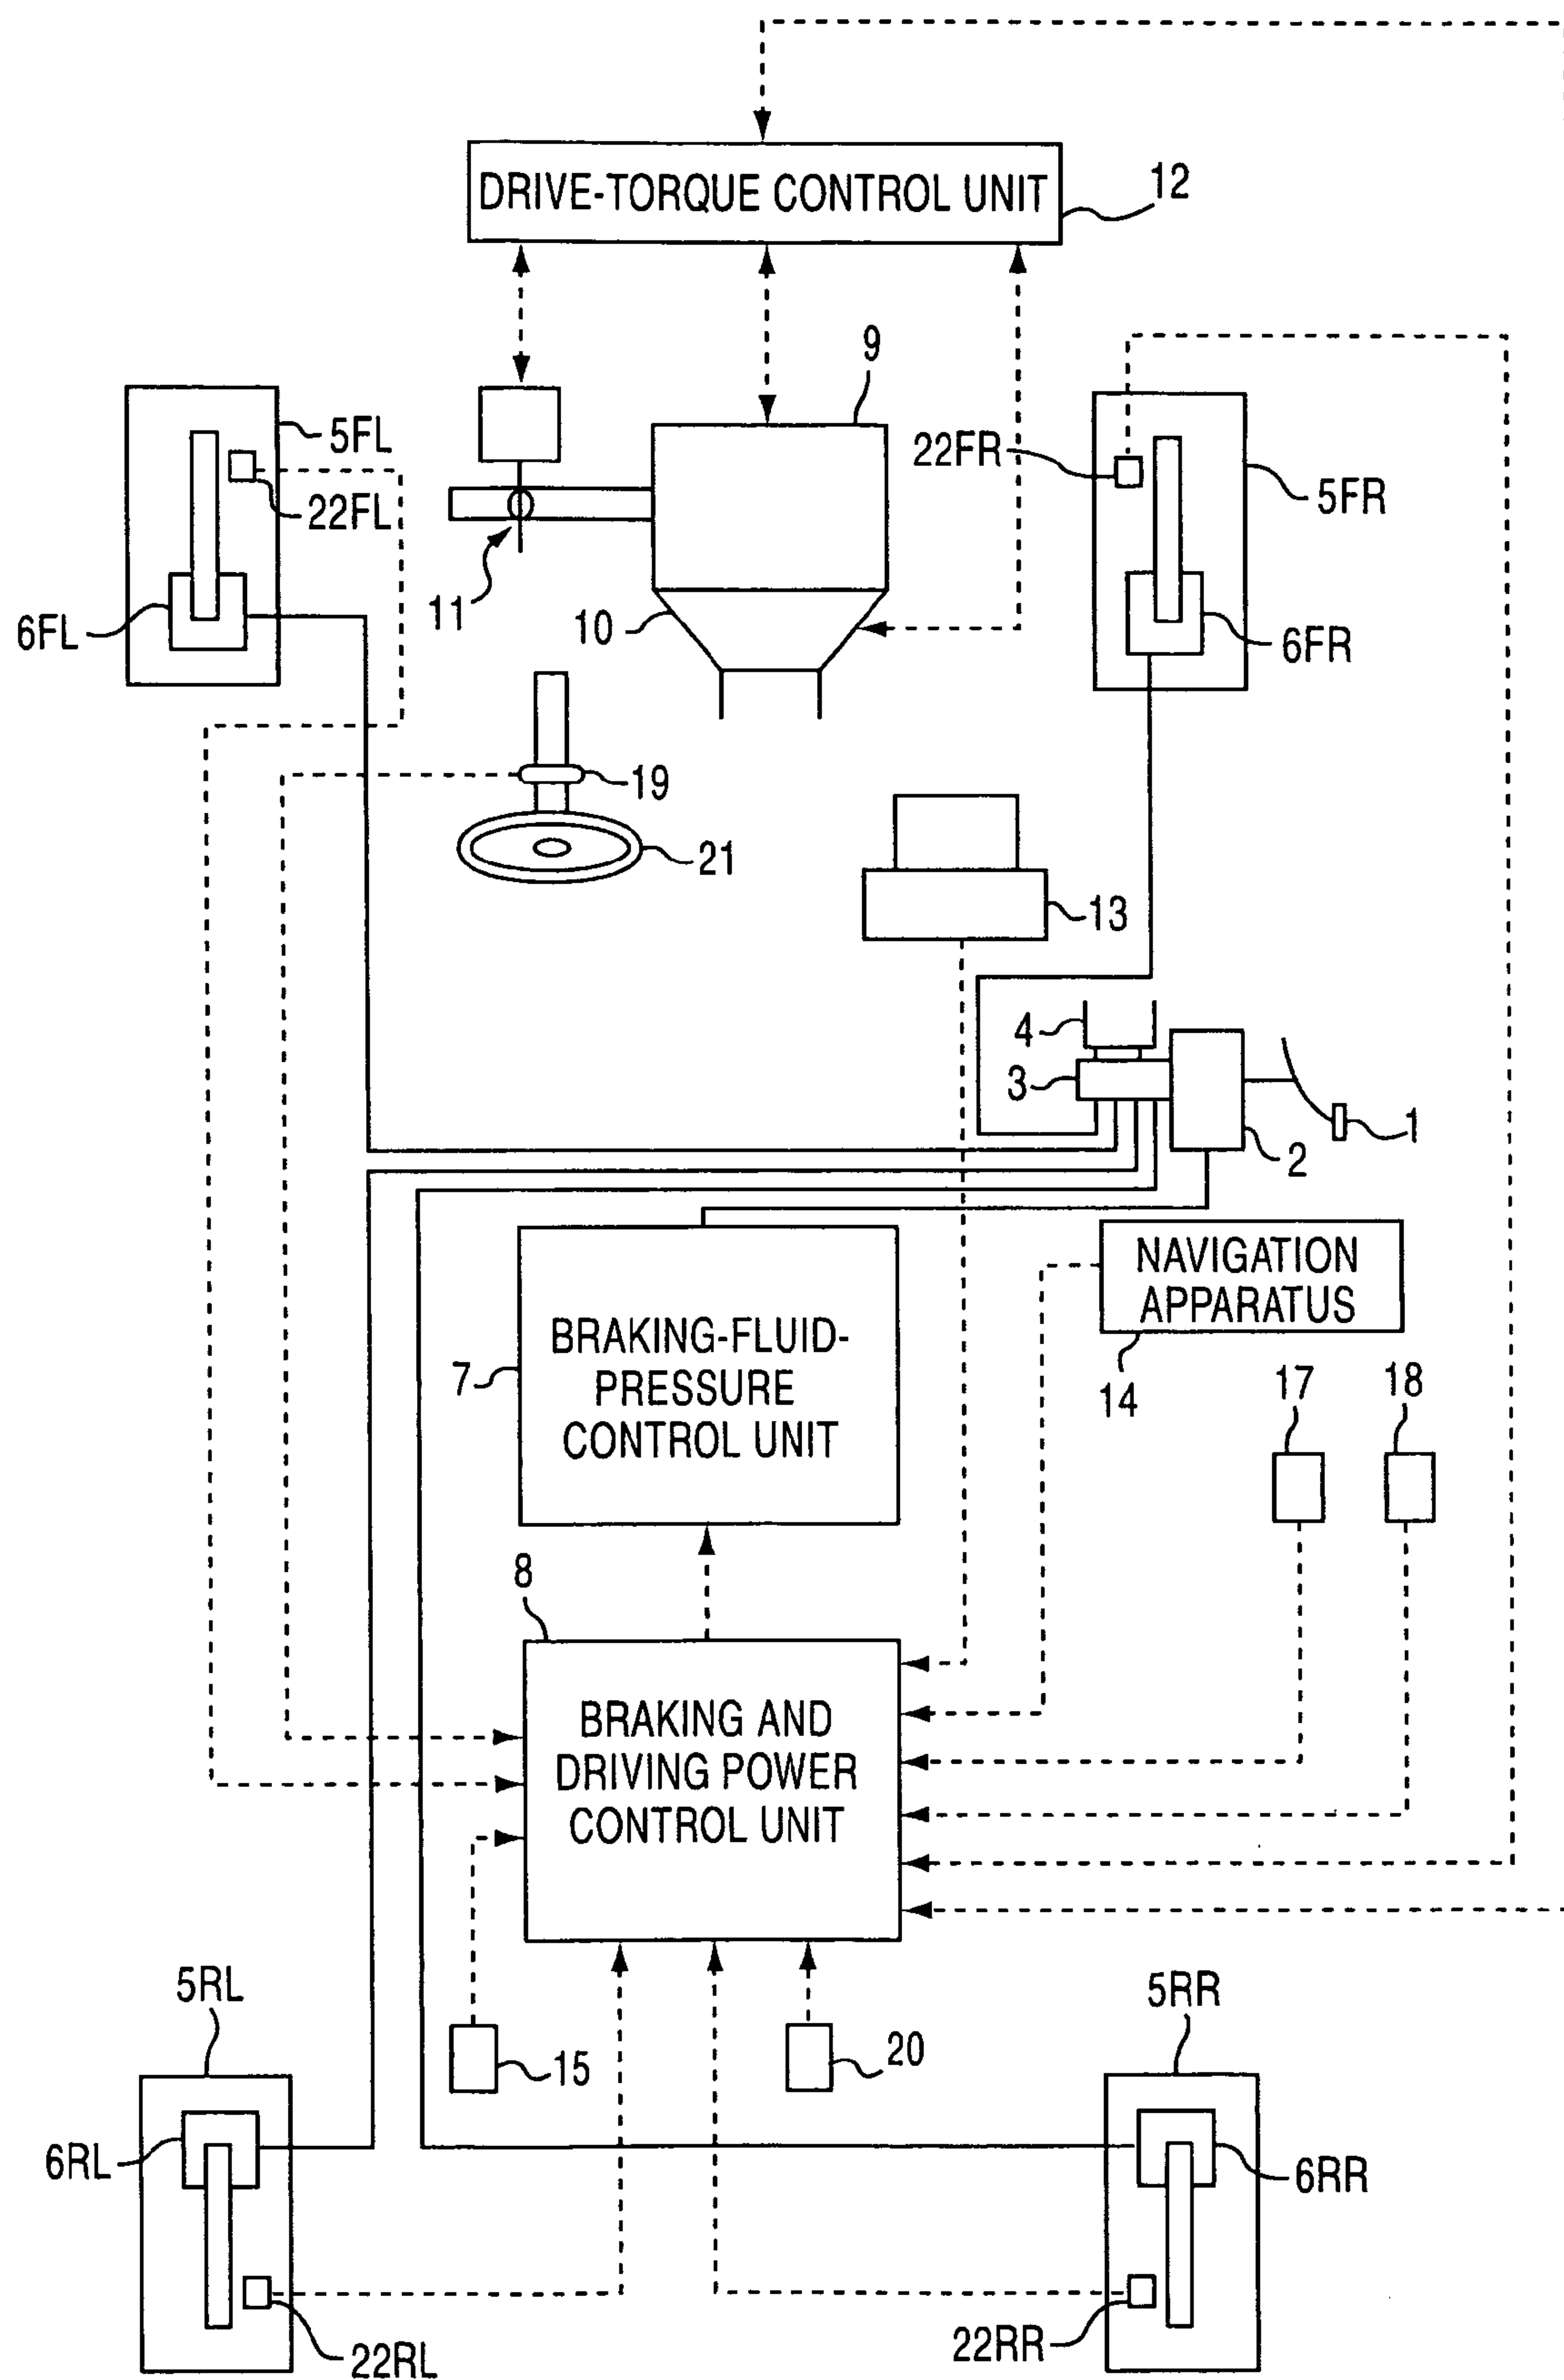 DRIVE-TORQUE CONTROL UNIT
12
9
5FL
22FR
5FR
22FL
11
10
6FL
6FR
19
21
13
4
3
1
2
NAVIGATION
APPARATUS
BRAKING-FLUID-
PRESSURE
CONTROL UNIT
7
14
17
18
8
BRAKING AND
DRIVING POWER
CONTROL UNIT
5RL
5RR
15
20
6RL
6RR
22RL
22RR